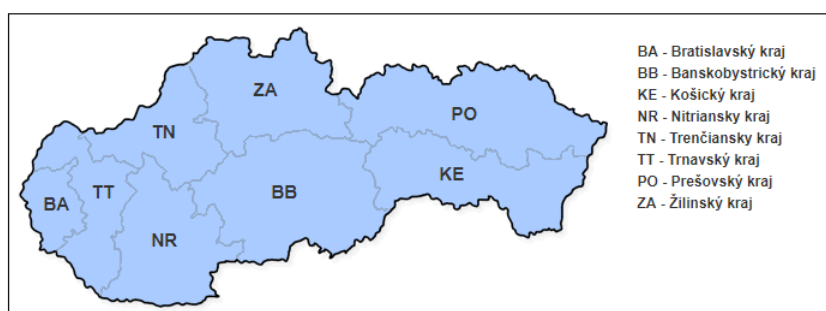 BA - Bratislavský kraj
BB - Banskobystrický kraj
KE - Košický kraj
NR - Nitriansky kraj
TN - Trenčiansky kraj
TT - Trnavský kraj
PO - Prešovský kraj
ZA - Žilinský kraj
ZA
PO
TN
KE
TT
BB
BA
NR